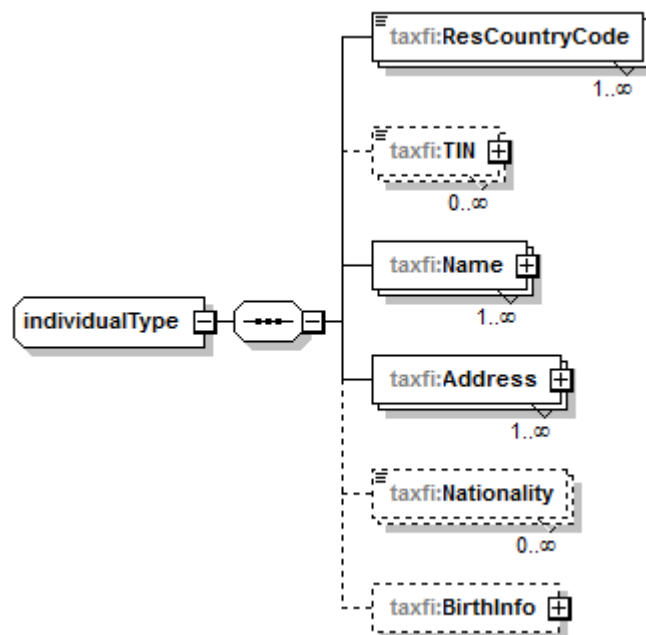 taxfi:ResCountryCode
1..∞
taxfi:TIN
0..∞
taxfi:Name
1..∞
individualType
taxfi:Address
1..∞
taxfi:Nationality
0..∞
taxfi:BirthInfo